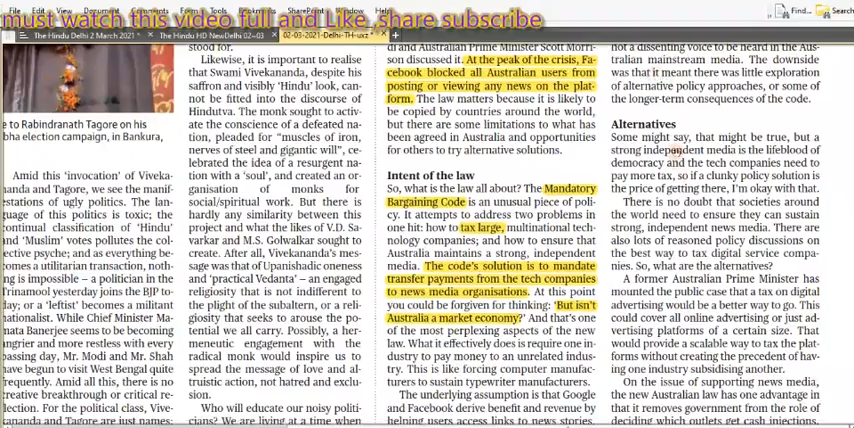 must watch this video full and Like ,share subscribe
The Hindu Delhi 2 March 2021 *
The Hindu HD NewDelhi 02–03
02-03-2021-Delhi-TH-uxz *
Find...
e to Rabindranath Tagore on his
bha election campaign, in Bankura,
Amid this ‘invocation’ of Viveka-
nanda and Tagore, we see the manif-
estations of ugly politics. The lan-
guage of this politics is toxic; the
continual classification of ‘Hindu’
and ‘Muslim’ votes pollutes the col-
ective psyche; and as everything be-
comes a utilitarian transaction, noth-
ng is impossible – a politician in the
Trinamool yesterday joins the BJP to-
day; or a ‘leftist’ becomes a militant
nationalist. While Chief Minister Ma-
mata Banerjee seems to be becoming
angrier and more restless with every
passing day, Mr. Modi and Mr. Shah
have begun to visit West Bengal quite
frequently. Amid all this, there is no
creative breakthrough or critical re-
flection. For the political class, Vive-
kananda and Tagore are just names;
stood for.
Likewise, it is important to realise
that Swami Vivekananda, despite his
saffron and visibly ‘Hindu’ look, can-
not be fitted into the discourse of
Hindutva. The monk sought to activ-
ate the conscience of a defeated na-
tion, pleaded for “muscles of iron,
nerves of steel and gigantic will”, ce-
lebrated the idea of a resurgent na-
tion with a ‘soul’, and created an or-
ganisation of monks for
social/spiritual work. But there is
hardly any similarity between this
project and what the likes of V.D. Sa-
varkar and M.S. Golwalkar sought to
create. After all, Vivekananda’s mes-
sage was that of Upanishadic oneness
and ‘practical Vedanta’ – an engaged
religiosity that is not indifferent to
the plight of the subaltern, or a reli-
giosity that seeks to arouse the po-
tential we all carry. Possibly, a her-
meneutic engagement with the
radical monk would inspire us to
spread the message of love and al-
truistic action, not hatred and exclu-
sion.
Who will educate our noisy politi-
cians? We are living at a time when
di and Australian Prime Minister Scott Morri-
son discussed it. At the peak of the crisis, Fa-
cebook blocked all Australian users from
posting or viewing any news on the plat-
form. The law matters because it is likely to
be copied by countries around the world,
but there are some limitations to what has
been agreed in Australia and opportunities
for others to try alternative solutions.
Intent of the law
So, what is the law all about? The Mandatory
Bargaining Code is an unusual piece of poli-
cy. It attempts to address two problems in
one hit: how to tax large, multinational tech-
nology companies; and how to ensure that
Australia maintains a strong, independent
media. The code’s solution is to mandate
transfer payments from the tech companies
to news media organisations. At this point
you could be forgiven for thinking: ‘But isn’t
Australia a market economy?’ And that’s one
of the most perplexing aspects of the new
law. What it effectively does is require one in-
dustry to pay money to an unrelated indus-
try. This is like forcing computer manufac-
turers to sustain typewriter manufacturers.
The underlying assumption is that Google
and Facebook derive benefit and revenue by
helping users access links to news stories.
not a dissenting voice to be heard in the Aus-
tralian mainstream media. The downside
was that it meant there was little exploration
of alternative policy approaches, or some of
the longer-term consequences of the code.
Alternatives
Some might say, that might be true, but a
strong independent media is the lifeblood of
democracy and the tech companies need to
pay more tax, so if a clunky policy solution is
the price of getting there, I’m okay with that.
There is no doubt that societies around
the world need to ensure they can sustain
strong, independent news media. There are
also lots of reasoned policy discussions on
the best way to tax digital service compa-
nies. So, what are the alternatives?
A former Australian Prime Minister has
mounted the public case that a tax on digital
advertising would be a better way to go. This
could cover all online advertising or just ad-
vertising platforms of a certain size. That
would provide a scalable way to tax the plat-
forms without creating the precedent of hav-
ing one industry subsidising another.
On the issue of supporting news media,
the new Australian law has one advantage in
that it removes government from the role of
deciding which outlets get cash injections.